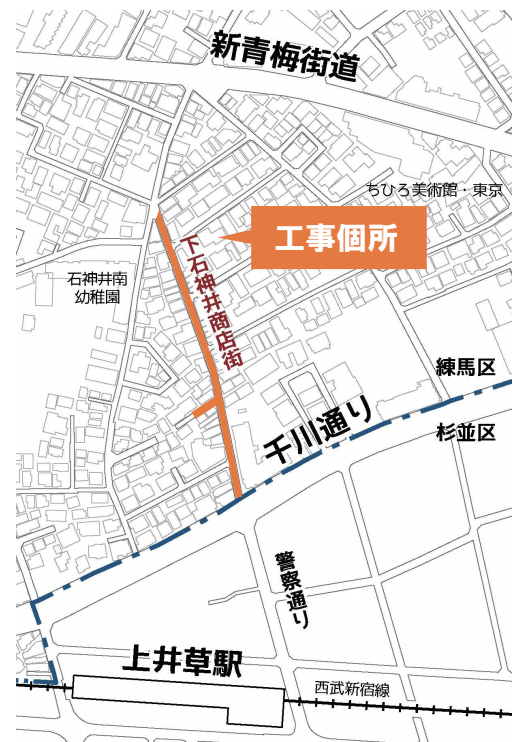 新青梅街道
ちひろ美術館・東京
工事個所
下石神井商店街
石神井南
幼稚園
練馬区
千川通り
杉並区
警察通り
上井草駅
西武新宿線